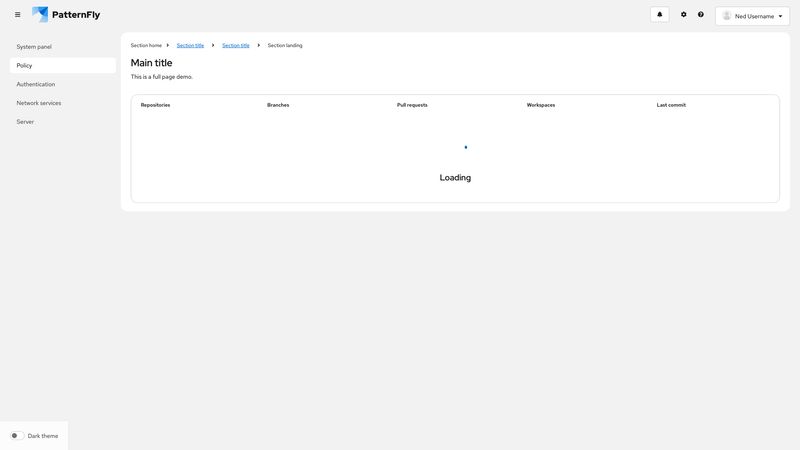 PatternFly
Ned Username
System panel
Policy
Authentication
Network services
Server
Section home Section title Section title Section landing
Main title
This is a full page demo.
Repositories Branches Pull requests Workspaces Last commit
Loading
Dark theme